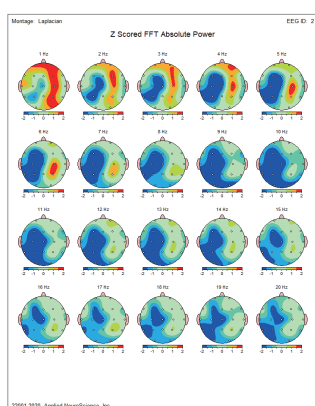 Montage: Laplacian EEG ID: 2
Z Scored FFT Absolute Power
1 Hz 2 Hz 3 Hz 4 Hz 5 Hz
-2 -1 0 1 2 -2 -1 0 1 2 -2 -1 0 1 2 -2 -1 0 1 2 -2 -1 0 1 2
6 Hz 7 Hz 8 Hz 9 Hz 10 Hz
-2 -1 0 1 2 -2 -1 0 1 2 -2 -1 0 1 2 -2 -1 0 1 2 -2 -1 0 1 2
11 Hz 12 Hz 13 Hz 14 Hz 15 Hz
-2 -1 0 1 2 -2 -1 0 1 2 -2 -1 0 1 2 -2 -1 0 1 2 -2 -1 0 1 2
16 Hz 17 Hz 18 Hz 19 Hz 20 Hz
-2 -1 0 1 2 -2 -1 0 1 2 -2 -1 0 1 2 -2 -1 0 1 2 -2 -1 0 1 2
Applied NeuroScience, Inc.